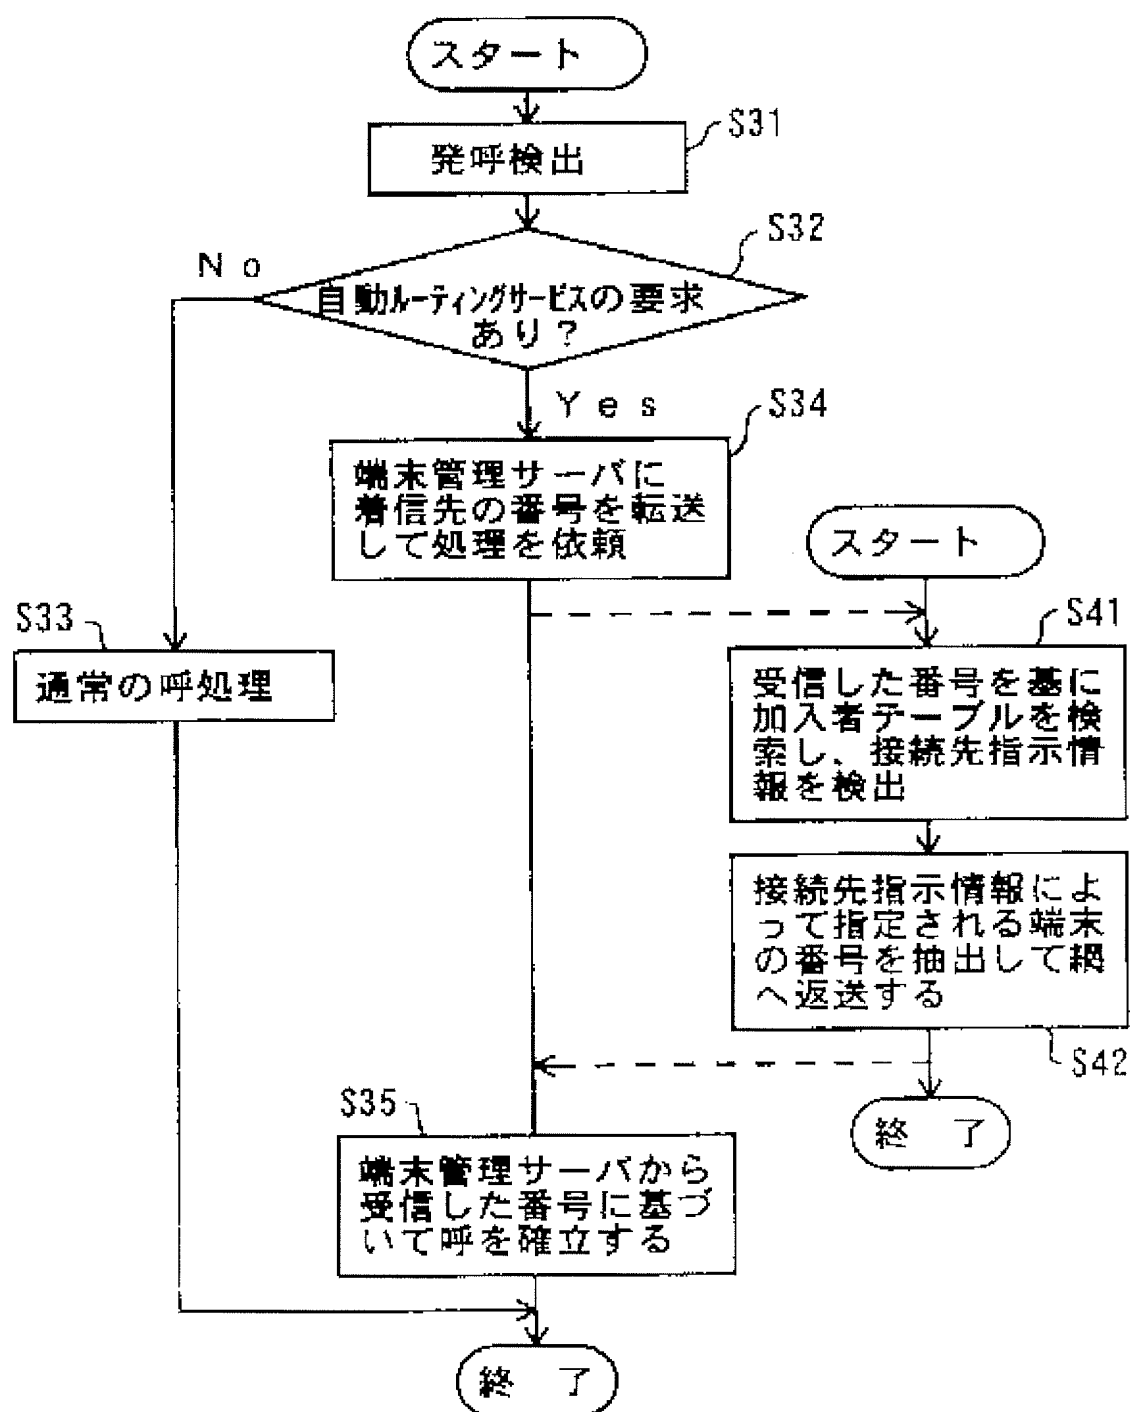 スタート
S31
発呼検出
S32
No
自動ルーティングサービスの要求
あり？
Yes
S34
端末管理サーバに
着信先の番号を転送
して処理を依頼
スタート
S33
通常の呼処理
S41
受信した番号を基に
加入者テーブルを検
索し、接続先指示情
報を検出
接続先指示情報によ
って指定される端末
の番号を抽出して網
へ返送する
S42
終 了
S35
端末管理サーバから
受信した番号に基づ
いて呼を確立する
終 了